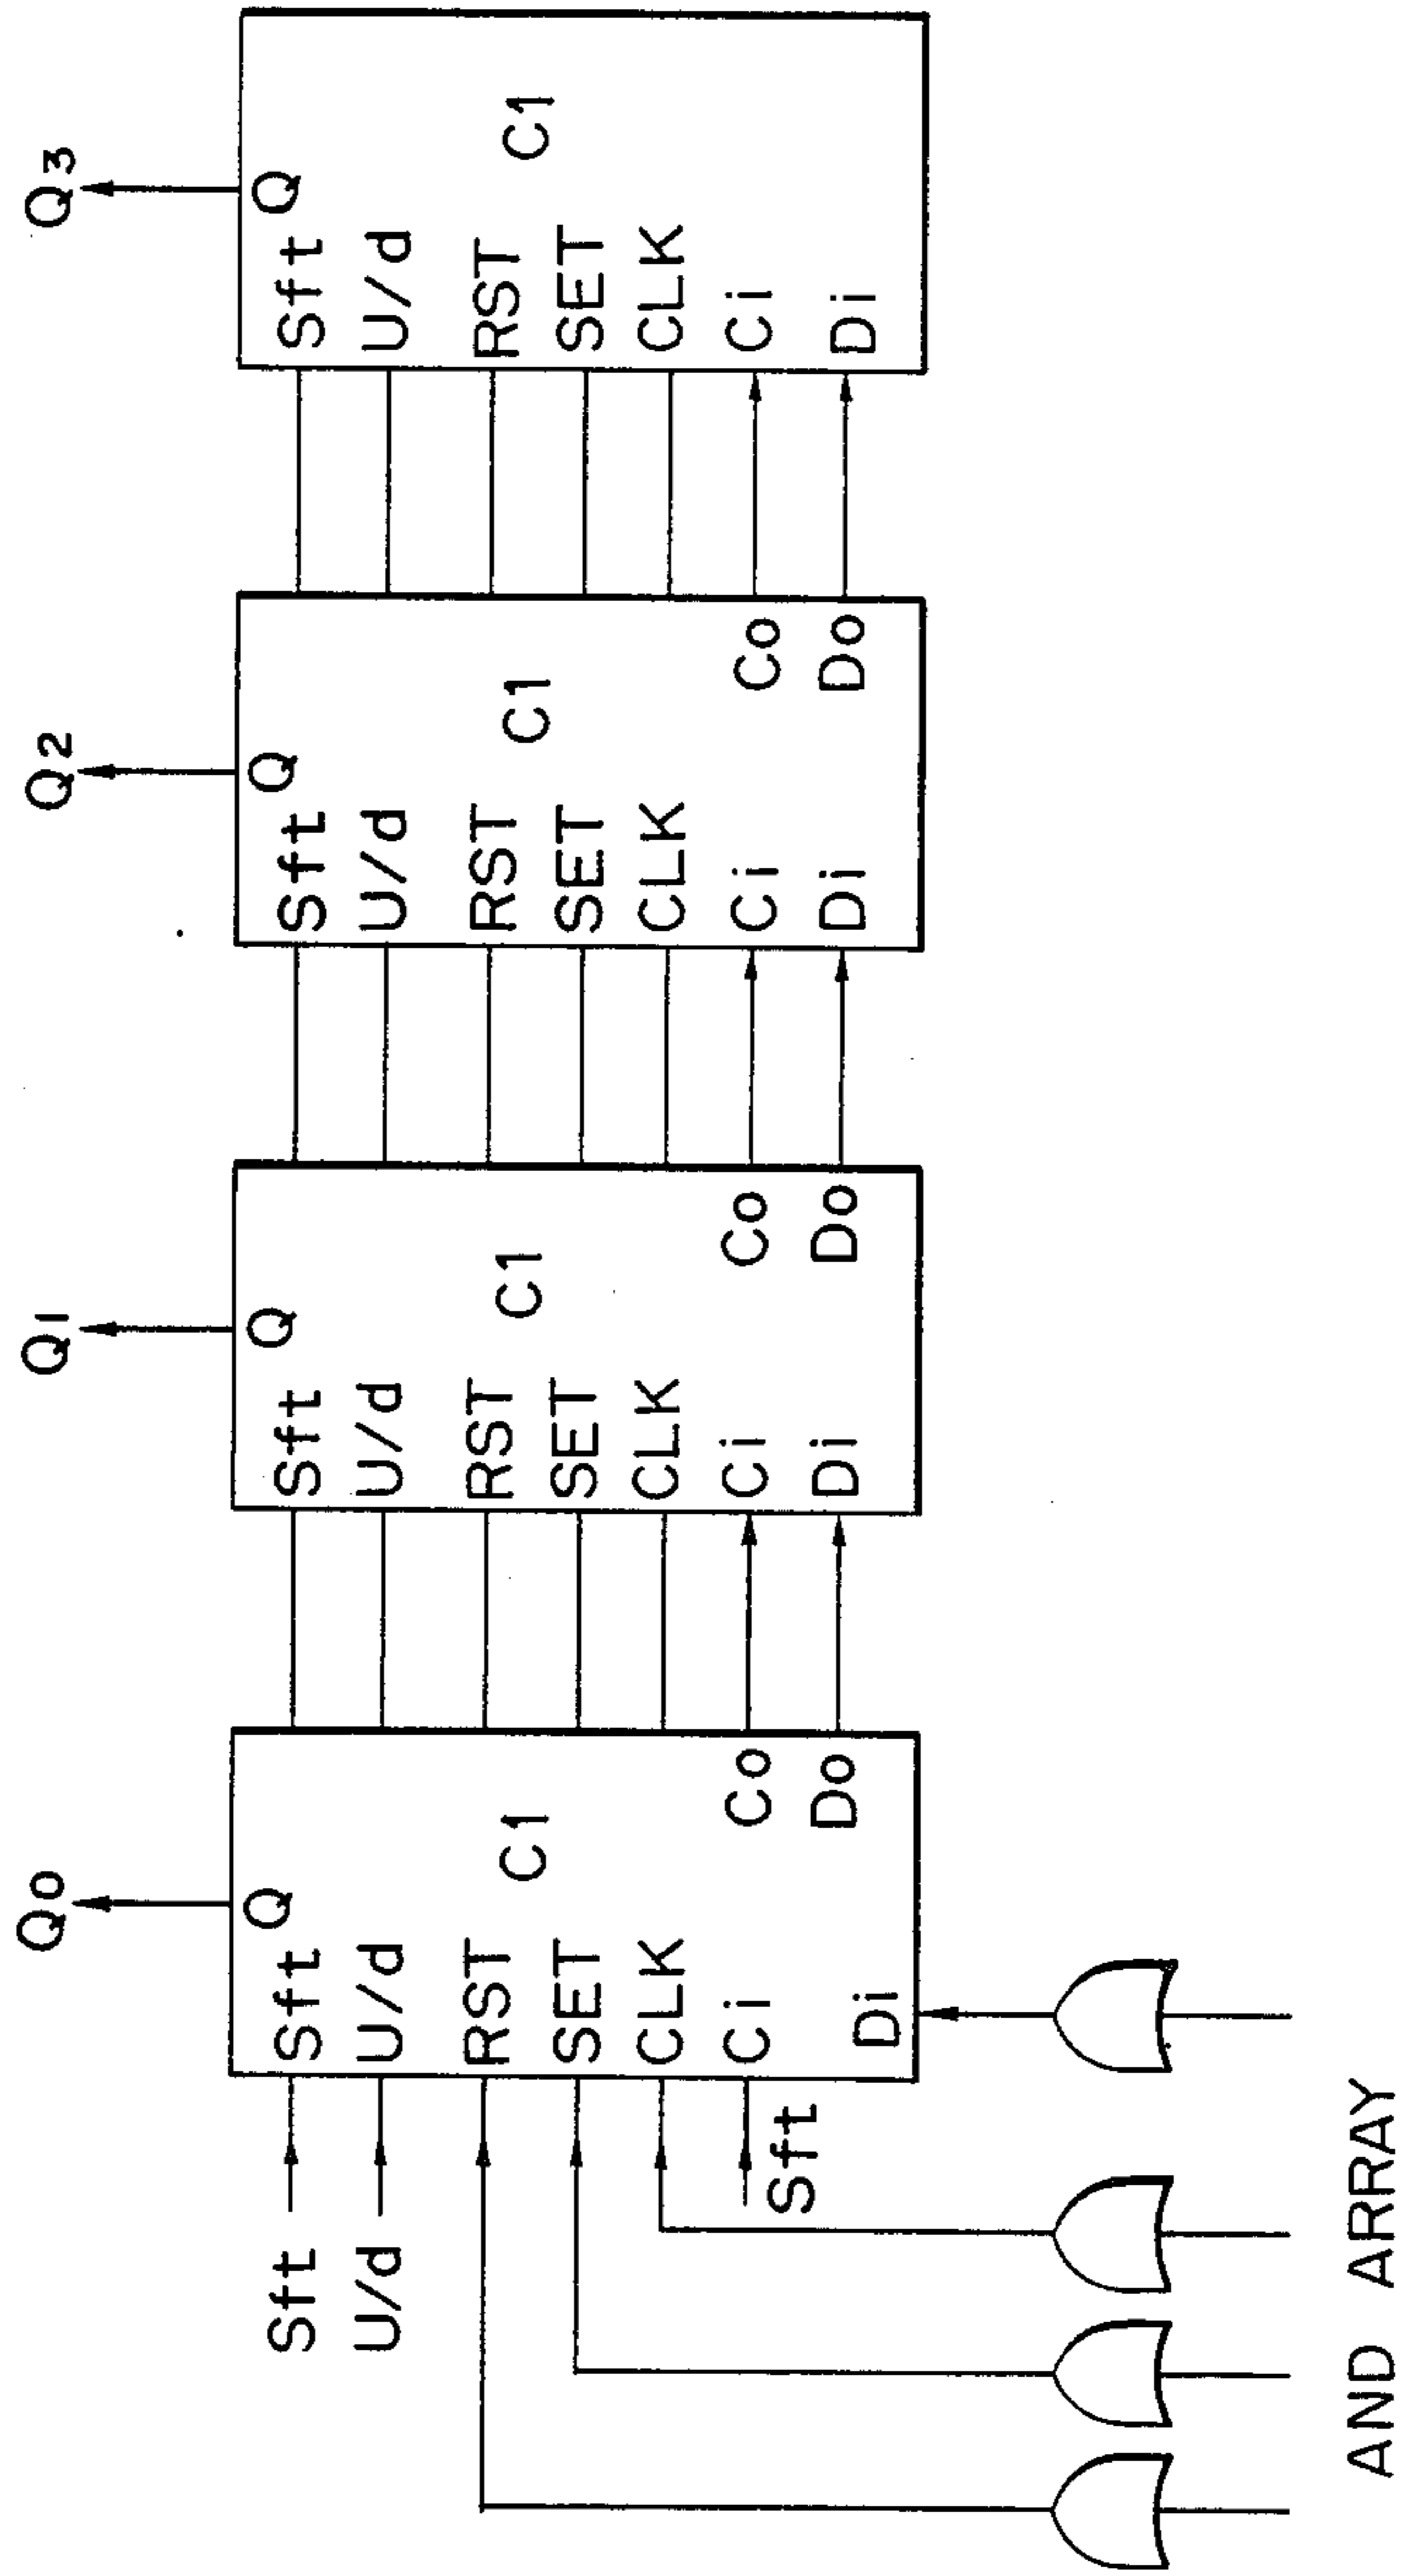 Q0 Q1 Q2 Q3
Q Q Q Q
Sft Sft Sft Sft Sft
U/d U/d U/d U/d U/d
RST RST RST RST
C1 C1 C1 C1
SET SET SET SET
CLK CLK CLK CLK
Ci Co Ci Co Ci Co Ci
Sft
Di Do Di Do Di Do Di
AND ARRAY